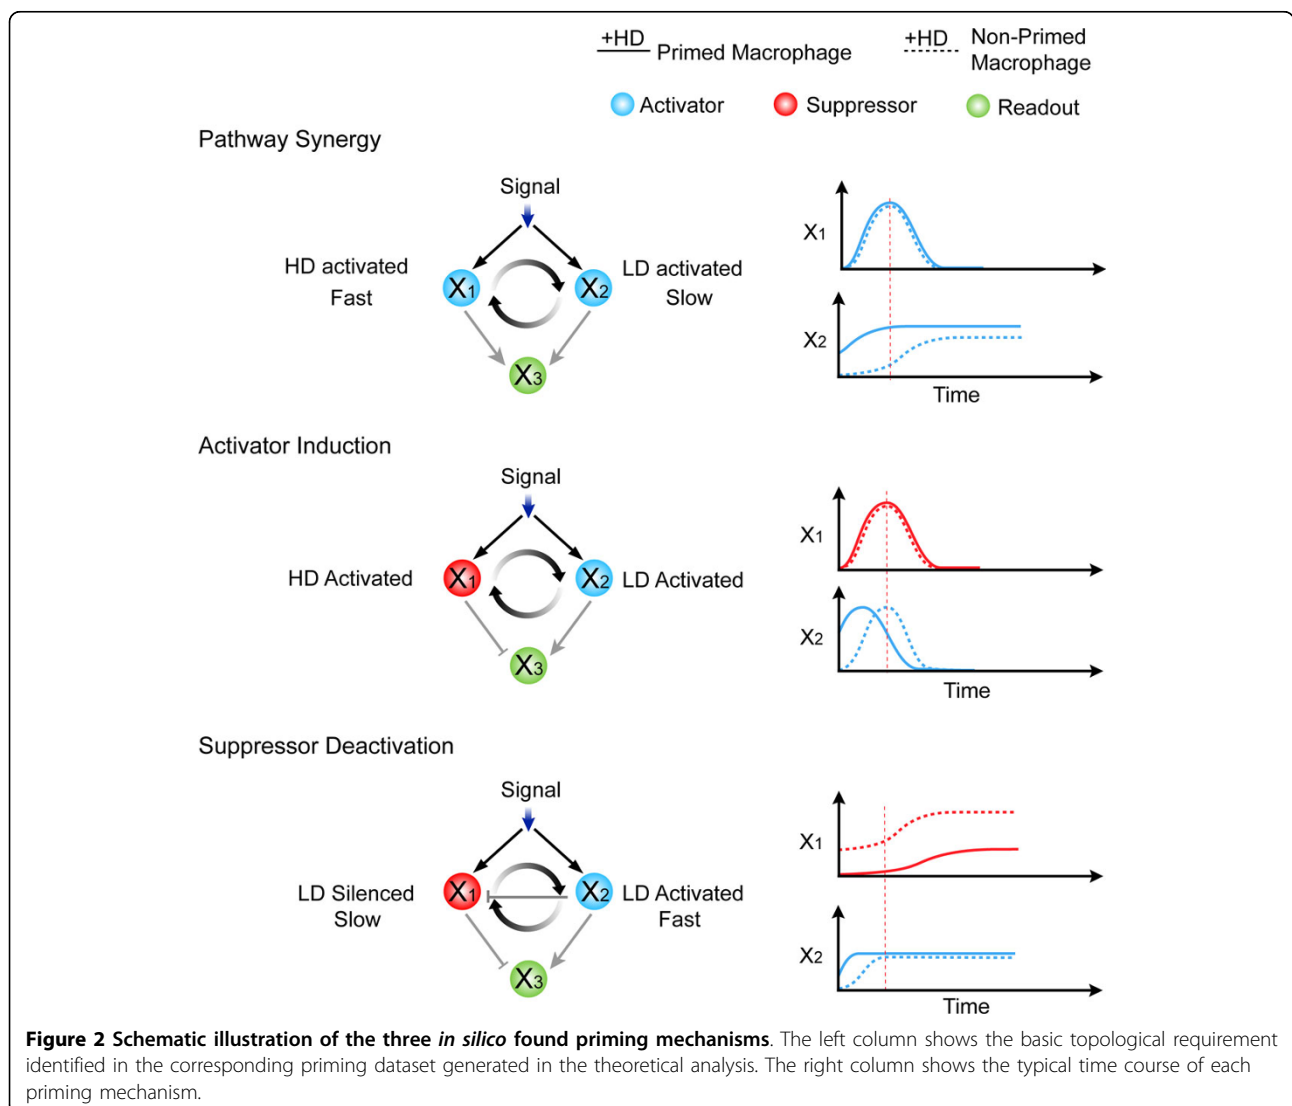 +HD Primed Macrophage
+HD Non-Primed
Macrophage
Activator
Suppressor
Readout
Pathway Synergy
Signal
HD activated
Fast
X1
X2
LD activated
Slow
X3
X1
X2
Time
Activator Induction
Signal
HD Activated
X1
X2
LD Activated
X3
X1
X2
Time
Suppressor Deactivation
Signal
LD Silenced
Slow
X1
X2
LD Activated
Fast
X3
X1
X2
Time
Figure 2 Schematic illustration of the three in silico found priming mechanisms. The left column shows the basic topological requirement
identified in the corresponding priming dataset generated in the theoretical analysis. The right column shows the typical time course of each
priming mechanism.